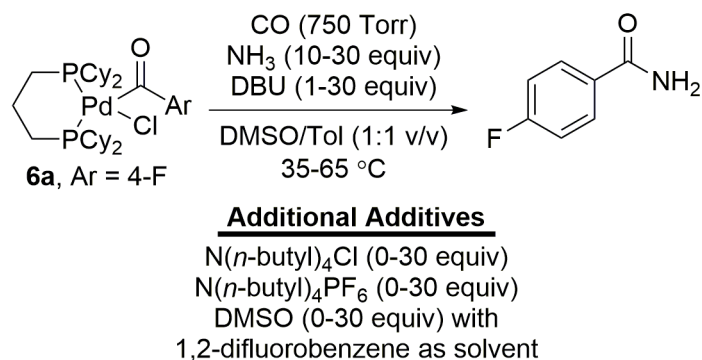 CO (750 Torr)
NH₃ (10-30 equiv)
DBU (1-30 equiv)
DMSO/Tol (1:1 v/v)
35-65 °C
PCy₂
Pd
PCy₂
O
Ar
Cl
6a, Ar = 4-F
O
NH₂
F
Additional Additives
N(n-butyl)₄Cl (0-30 equiv)
N(n-butyl)₄PF₆ (0-30 equiv)
DMSO (0-30 equiv) with
1,2-difluorobenzene as solvent